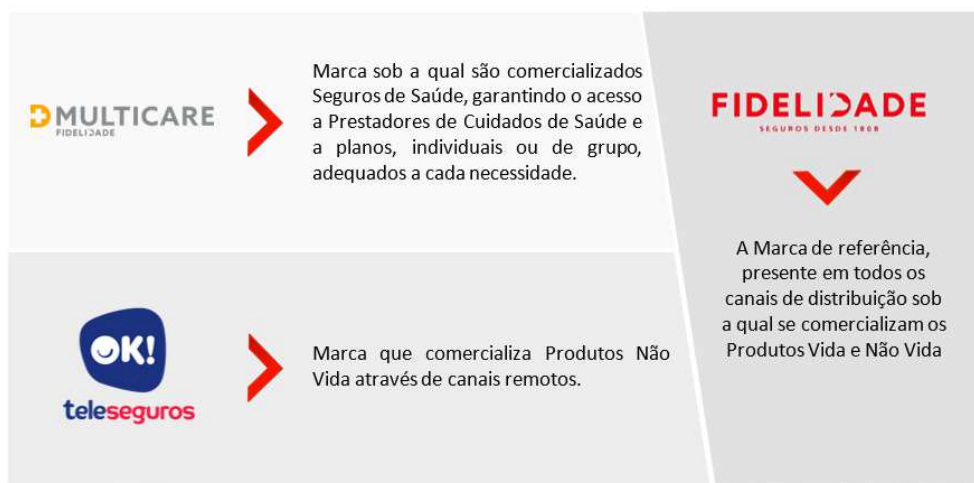 MULTICARE
FIDELIDADE
Marca sob a qual são comercializados
Seguros de Saúde, garantindo o acesso
a Prestadores de Cuidados de Saúde e
a planos, individuais ou de grupo,
adequados a cada necessidade.
OK!
teleseguros
Marca que comercializa Produtos Não
Vida através de canais remotos.
FIDELIDADE
SEGUROS DESDE 1808
A Marca de referência,
presente em todos os
canais de distribuição sob
a qual se comercializam os
Produtos Vida e Não Vida